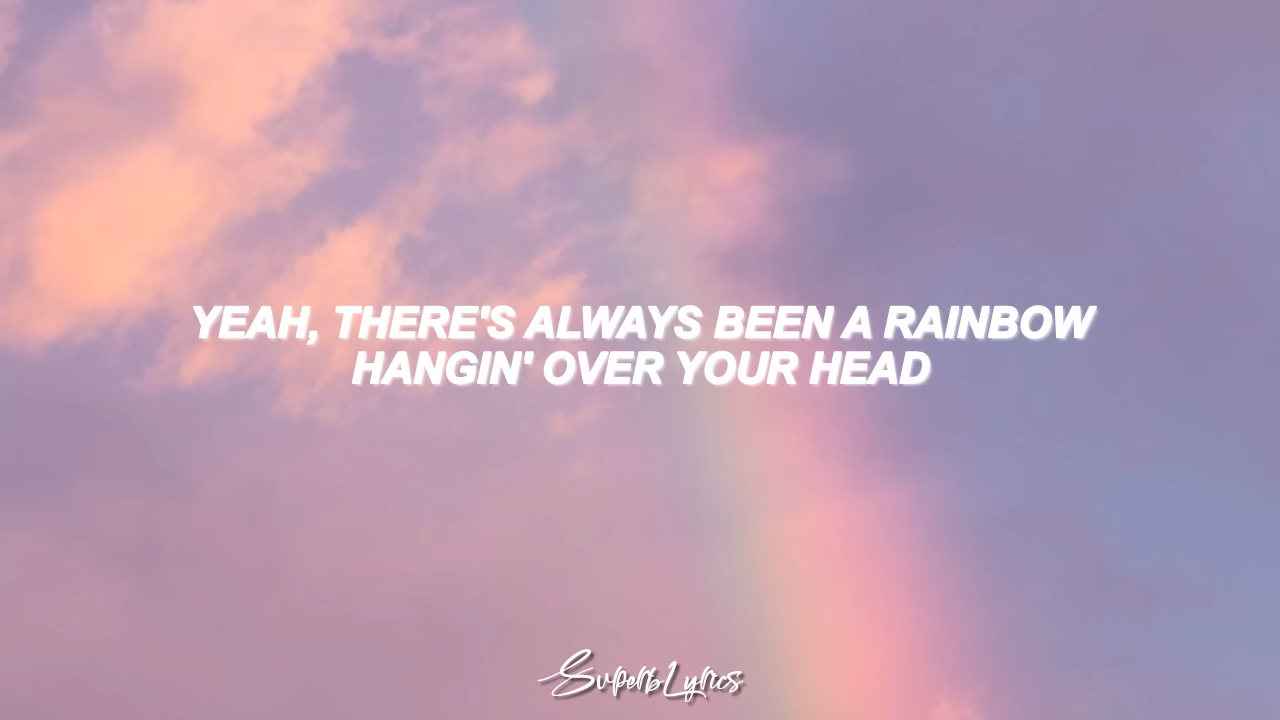 YEAH, THERE'S ALWAYS BEEN A RAINBOW
HANGIN' OVER YOUR HEAD
SuperbLyrics